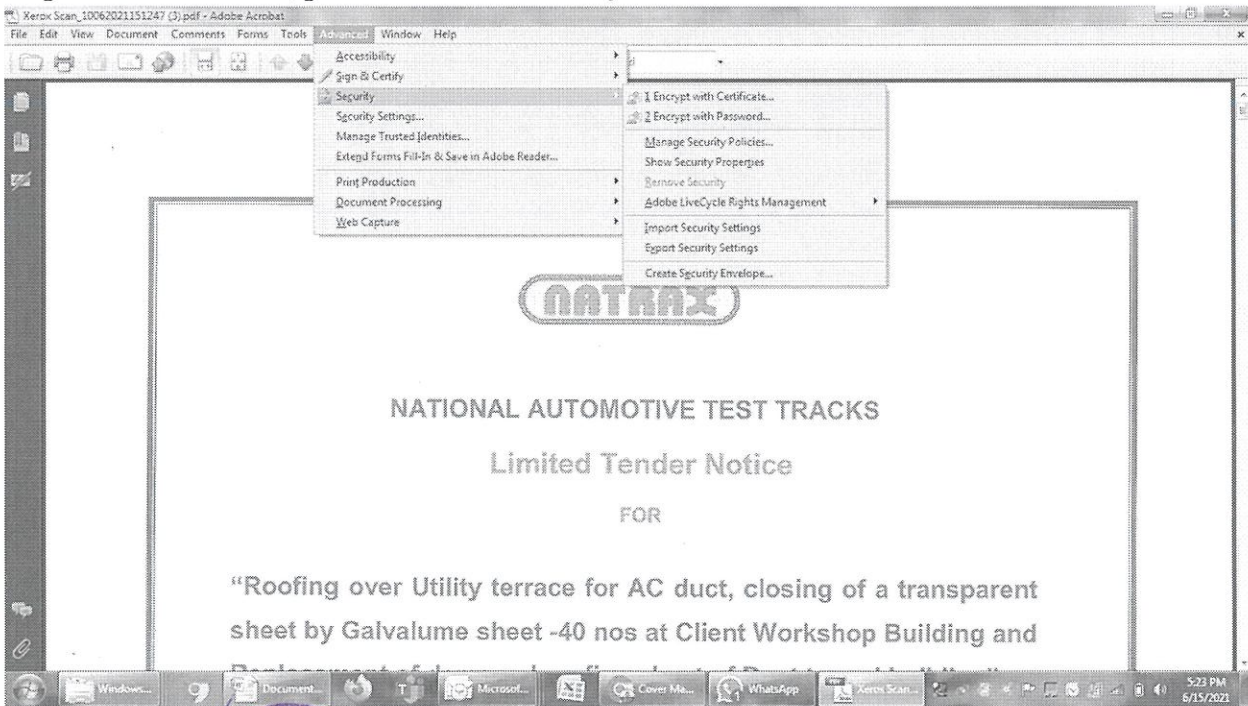 Xerox Scan_10062021151247 (3).pdf - Adobe Acrobat
File Edit View Document Comments Forms Tools Advanced Window Help
Accessibility
Sign & Certify
Security
Security Settings...
Manage Trusted Identities...
Extend Forms Fill-In & Save in Adobe Reader...
Print Production
Document Processing
Web Capture
1 Encrypt with Certificate...
2 Encrypt with Password...
Manage Security Policies...
Show Security Properties
Remove Security
Adobe LiveCycle Rights Management
Import Security Settings
Export Security Settings
Create Security Envelope...
NATRAX
NATIONAL AUTOMOTIVE TEST TRACKS
Limited Tender Notice
FOR
“Roofing over Utility terrace for AC duct, closing of a transparent
sheet by Galvalume sheet -40 nos at Client Workshop Building and
Windows... Document... Microsof... Cover Ma... WhatsApp Xerox Scan... 5:23 PM
6/15/2021